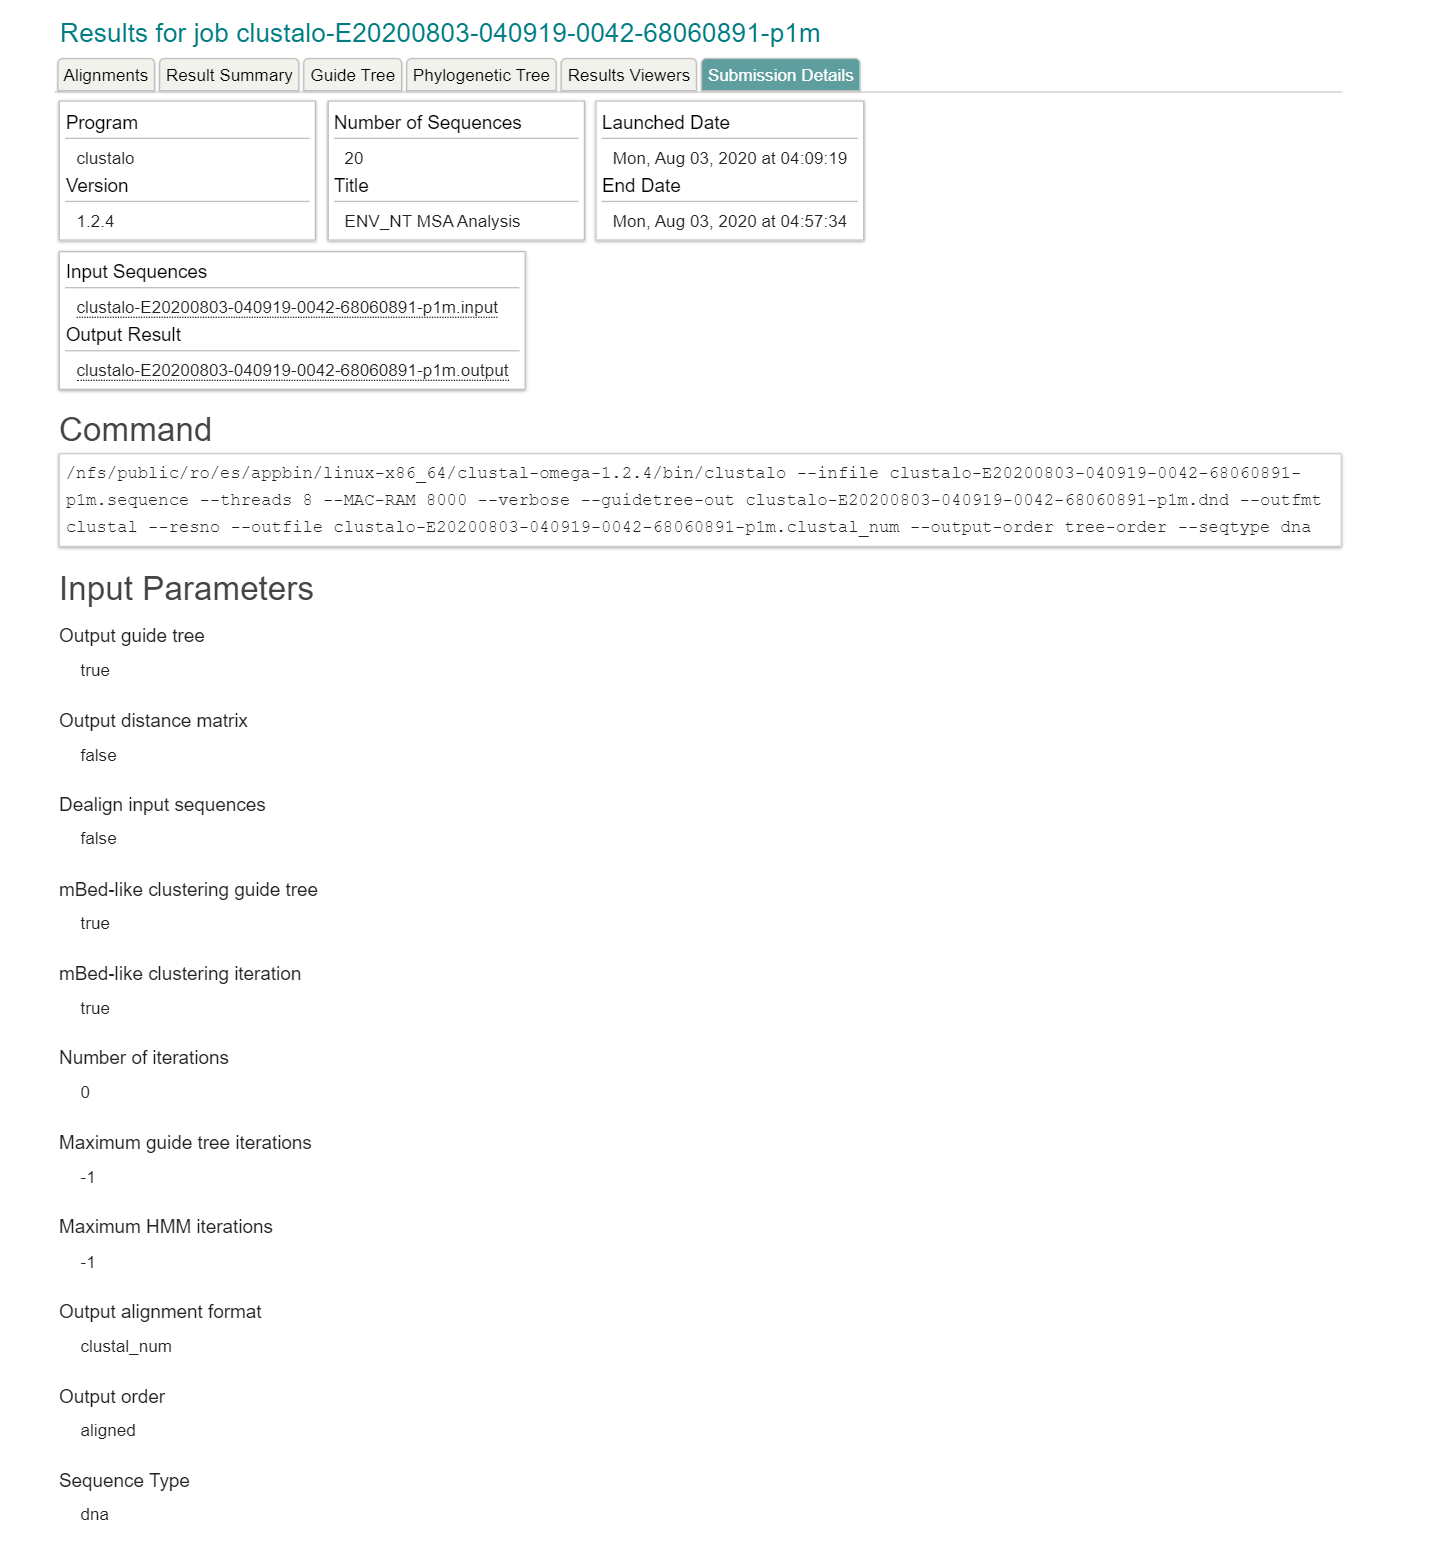 Results for job clustalo-E20200803-040919-0042-68060891-p1m
Alignments Result Summary Guide Tree Phylogenetic Tree Results Viewers Submission Details
Program
clustalo
Version
1.2.4
Number of Sequences
20
Title
ENV_NT MSA Analysis
Launched Date
Mon, Aug 03, 2020 at 04:09:19
End Date
Mon, Aug 03, 2020 at 04:57:34
Input Sequences
clustalo-E20200803-040919-0042-68060891-p1m.input
Output Result
clustalo-E20200803-040919-0042-68060891-p1m.output
Command
/nfs/public/ro/es/appbin/linux-x86_64/clustal-omega-1.2.4/bin/clustalo --infile clustalo-E20200803-040919-0042-68060891-
p1m.sequence --threads 8 --MAC-RAM 8000 --verbose --guidetree-out clustalo-E20200803-040919-0042-68060891-p1m.dnd --outfmt
clustal --resno --outfile clustalo-E20200803-040919-0042-68060891-p1m.clustal_num --output-order tree-order --seqtype dna
Input Parameters
Output guide tree
true
Output distance matrix
false
Dealign input sequences
false
mBed-like clustering guide tree
true
mBed-like clustering iteration
true
Number of iterations
0
Maximum guide tree iterations
-1
Maximum HMM iterations
-1
Output alignment format
clustal_num
Output order
aligned
Sequence Type
dna